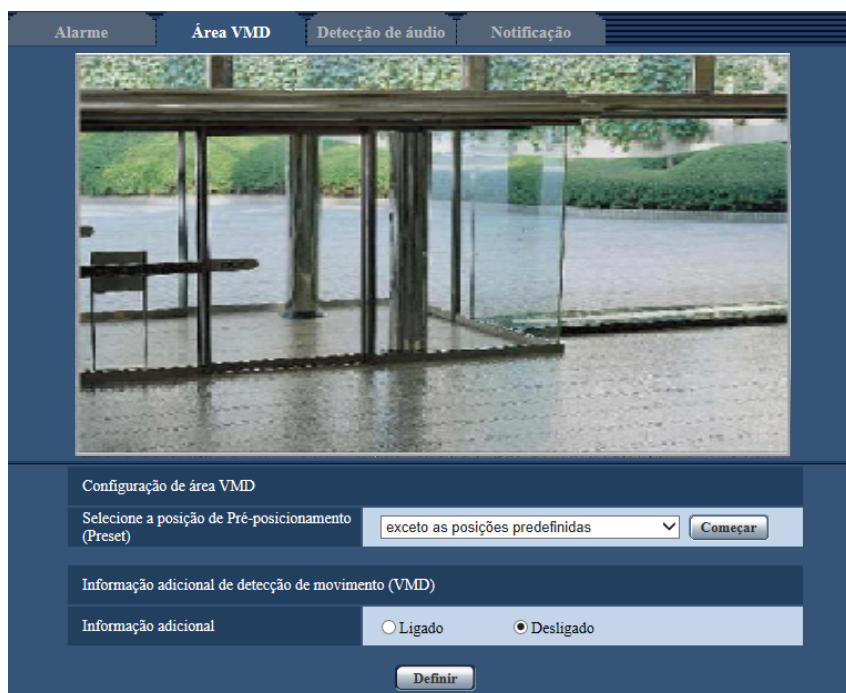 Alarme Área VMD Detecção de áudio Notificação
Configuração de área VMD
Selecione a posição de Pré-posicionamento
(Preset)
exceto as posições predefinidas Começar
Informação adicional de detecção de movimento (VMD)
Informação adicional Ligado Desligado
Definir